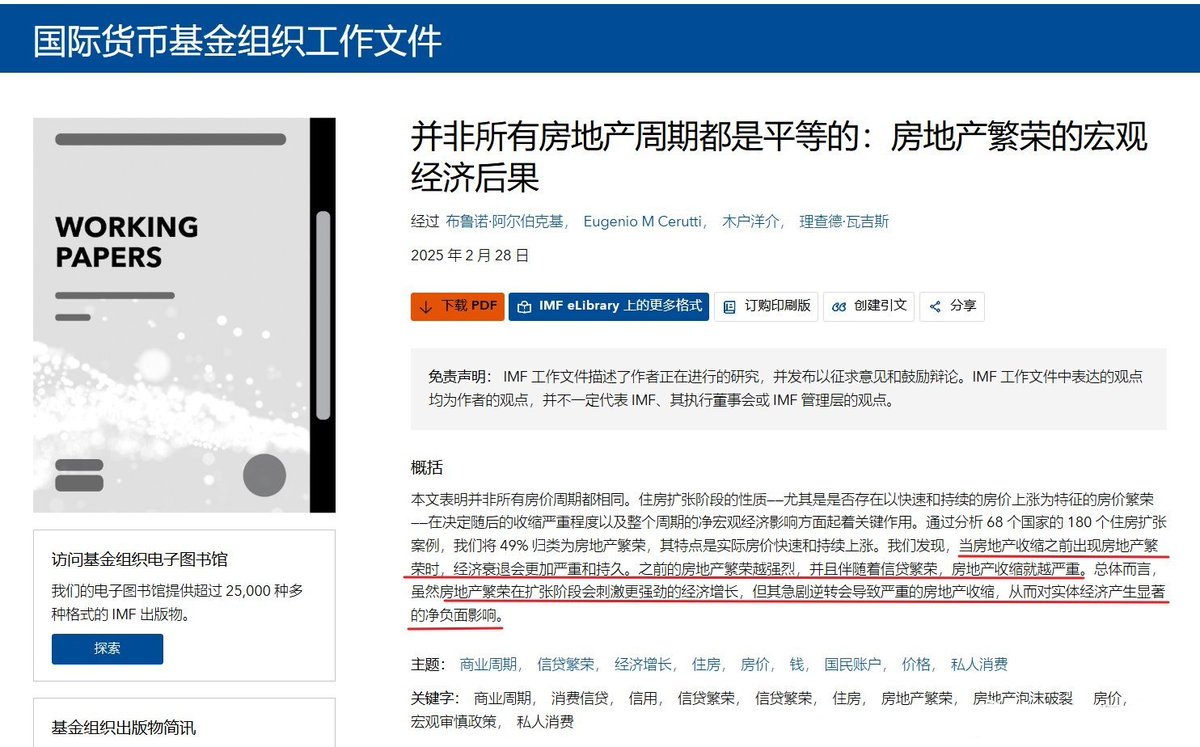 国际货币基金组织工作文件
WORKING
PAPERS
并非所有房地产周期都是平等的：房地产繁荣的宏观
经济后果
经过 布鲁诺·阿尔伯克基， Eugenio M Cerutti， 木户洋介， 理查德·瓦吉斯
2025 年 2 月 28 日
下载 PDF
IMF eLibrary 上的更多格式
订购印刷版
创建引文
分享
免责声明： IMF 工作文件描述了作者正在进行的研究，并发布以征求意见和鼓励辩论。IMF 工作文件中表达的观点
均为作者的观点，并不一定代表 IMF、其执行董事会或 IMF 管理层的观点。
概括
本文表明并非所有房价周期都相同。住房扩张阶段的性质——尤其是是否存在以快速和持续的房价上涨为特征的房价繁荣
——在决定随后的收缩严重程度以及整个周期的净宏观经济影响方面起着关键作用。通过分析 68 个国家的 180 个住房扩张
案例，我们将 49% 归类为房地产繁荣，其特点是实际房价快速和持续上涨。我们发现，当房地产收缩之前出现房地产繁
荣时，经济衰退会更加严重和持久。之前的房地产繁荣越强烈，并且伴随着信贷繁荣，房地产收缩就越严重。总体而言，
虽然房地产繁荣在扩张阶段会刺激更强劲的经济增长，但其急剧逆转会导致严重的房地产收缩，从而对实体经济产生显著
的净负面影响。
主题： 商业周期， 信贷繁荣， 经济增长， 住房， 房价， 钱， 国民账户， 价格， 私人消费
关键字： 商业周期， 消费信贷， 信用， 信贷繁荣， 信贷繁荣， 住房， 房地产繁荣， 房地产泡沫破裂 房价，
宏观审慎政策， 私人消费
访问基金组织电子图书馆
我们的电子图书馆提供超过 25,000 种多
种格式的 IMF 出版物。
探索
基金组织出版物简讯